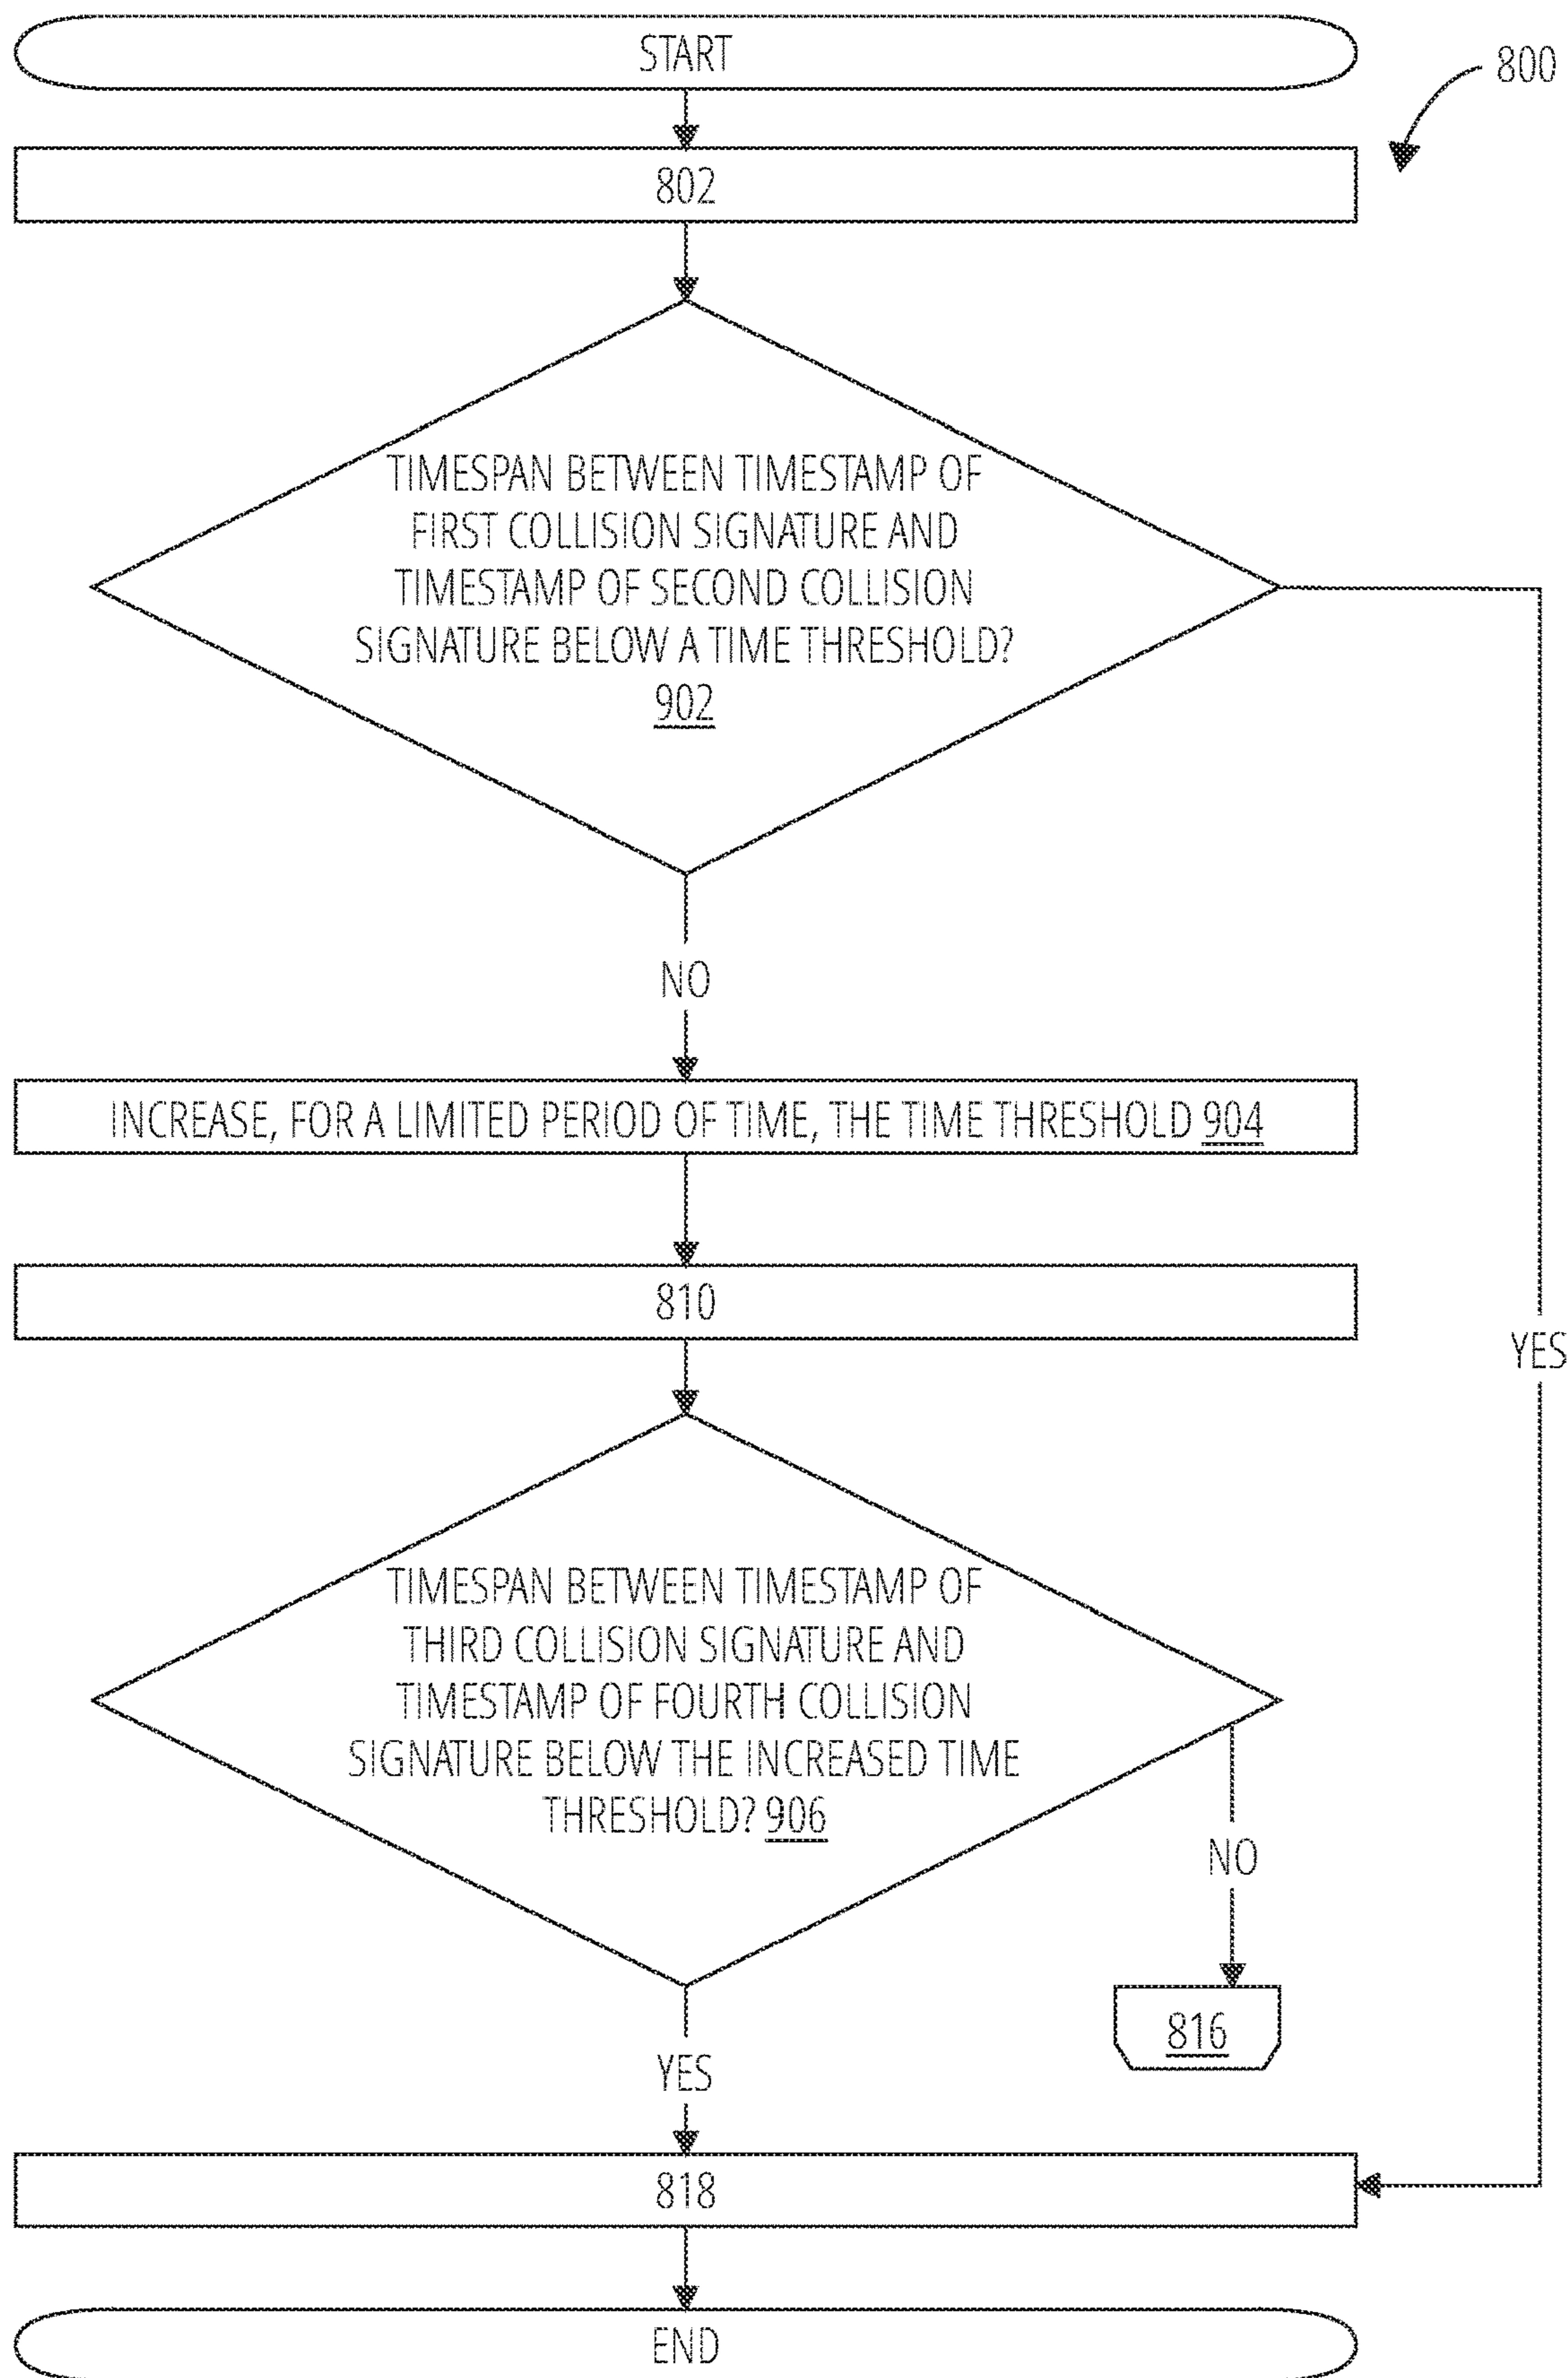 START
800
802
TIMESPAN BETWEEN TIMESTAMP OF
FIRST COLLISION SIGNATURE AND
TIMESTAMP OF SECOND COLLISION
SIGNATURE BELOW A TIME THRESHOLD?
902
NO
INCREASE, FOR A LIMITED PERIOD OF TIME, THE TIME THRESHOLD 904
810
YES
TIMESPAN BETWEEN TIMESTAMP OF
THIRD COLLISION SIGNATURE AND
TIMESTAMP OF FOURTH COLLISION
SIGNATURE BELOW THE INCREASED TIME
THRESHOLD? 906
NO
816
YES
818
END